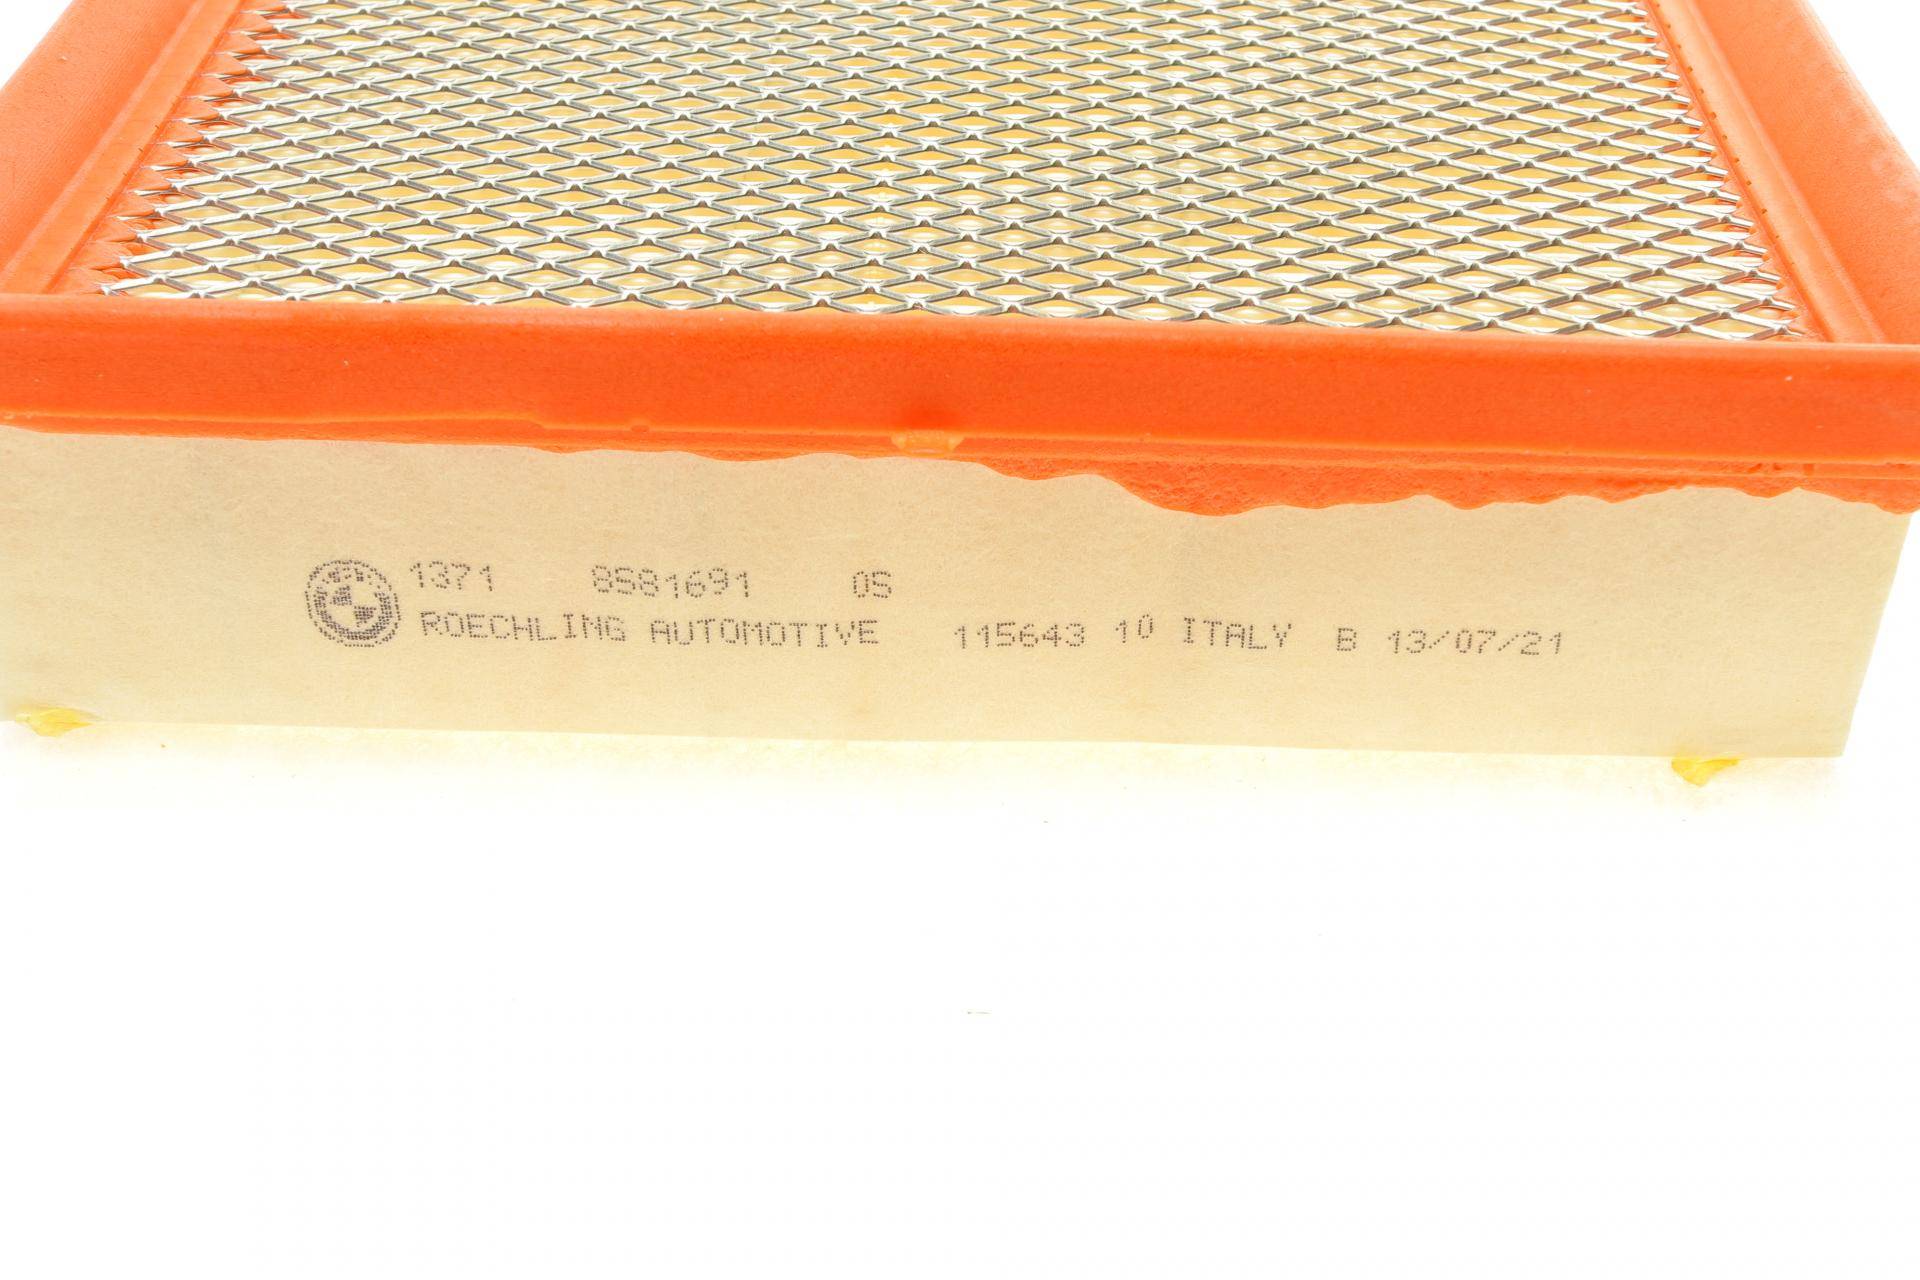 1371 8581691 05
ROECHLING AUTOMOTIVE 115643 10 ITALY B 13/07/21